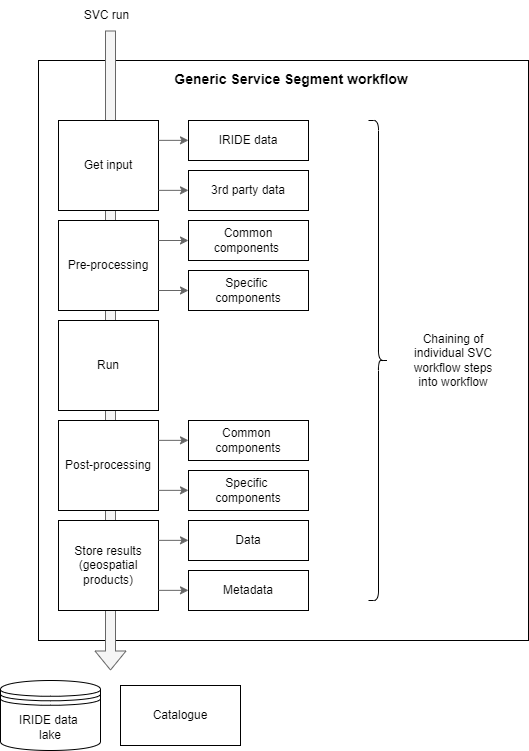 SVC run
Generic Service Segment workflow
Get input
IRIDE data
3rd party data
Pre-processing
Common
components
Specific
components
Run
Chaining of
individual SVC
workflow steps
into workflow
Post-processing
Common
components
Specific
components
Store results
(geospatial
products)
Data
Metadata
IRIDE data
lake
Catalogue